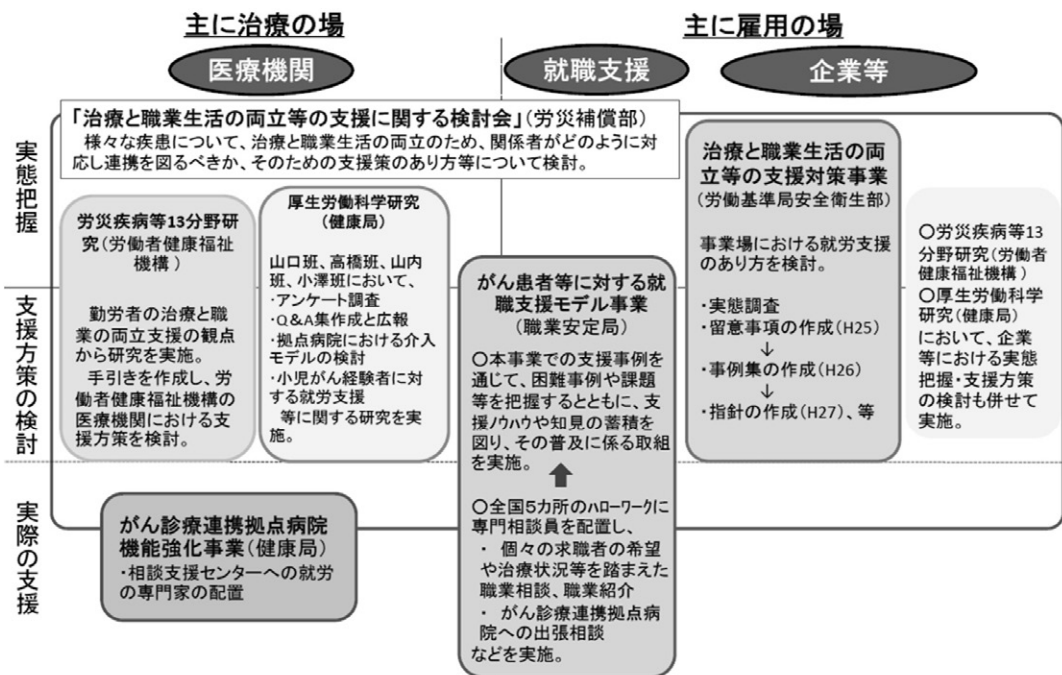 主に治療の場
主に雇用の場
医療機関
就職支援
企業等
実態把握
支援方策の検討
実際の支援
「治療と職業生活の両立等の支援に関する検討会」(労災補償部)
様々な疾患について、治療と職業生活の両立のため、関係者がどのように対
応し連携を図るべきか、そのための支援策のあり方等について検討。
労災疾病等13分野研
究(労働者健康福祉
機構)
勤労者の治療と職
業の両立支援の観点
から研究を実施。
手引きを作成し、労
働者健康福祉機構の
医療機関における支
援方策を検討。
厚生労働科学研究
(健康局)
山口班、高橋班、山内
班、小澤班において、
・アンケート調査
・Q&A集作成と広報
・拠点病院における介入
モデルの検討
・小児がん経験者に対
する就労支援
等に関する研究を実
施。
がん診療連携拠点病院
機能強化事業(健康局)
・相談支援センターへの就労
の専門家の配置
がん患者等に対する就
職支援モデル事業
(職業安定局)
○本事業での支援事例を
通じて、困難事例や課題
等を把握するとともに、支
援ノウハウや知見の蓄積を
図り、その普及に係る取組
を実施。
○全国5カ所のハローワークに
専門相談員を配置し、
・ 個々の求職者の希望
や治療状況等を踏まえた
職業相談、職業紹介
・ がん診療連携拠点病
院への出張相談
などを実施。
治療と職業生活の両
立等の支援対策事業
(労働基準局安全衛生部)
事業場における就労支援
のあり方を検討。
・実態調査
・留意事項の作成(H25)
↓
・事例集の作成(H26)
↓
・指針の作成(H27)、等
○労災疾病等13
分野研究(労働者
健康福祉機構)
○厚生労働科学
研究(健康局)
において、企業
等における実態
把握・支援方策
の検討も併せて
実施。